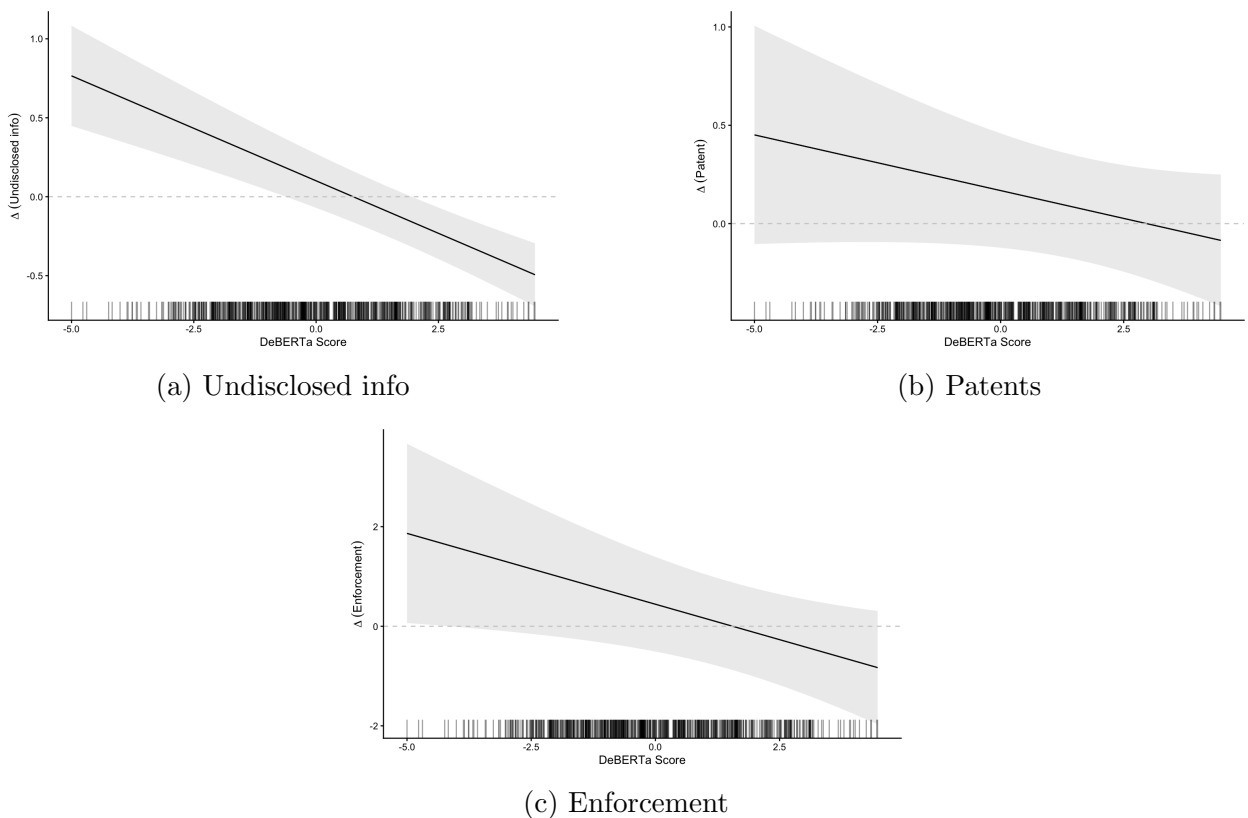 1.0
0.5
0.0
-0.5
Δ (Undisclosed info)
-5.0 -2.5 0.0 2.5
DeBERTa Score
(a) Undisclosed info
1.0
0.5
0.0
Δ (Patent)
-5.0 -2.5 0.0 2.5
DeBERTa Score
(b) Patents
2
0
-2
Δ (Enforcement)
-5.0 -2.5 0.0 2.5
DeBERTa Score
(c) Enforcement